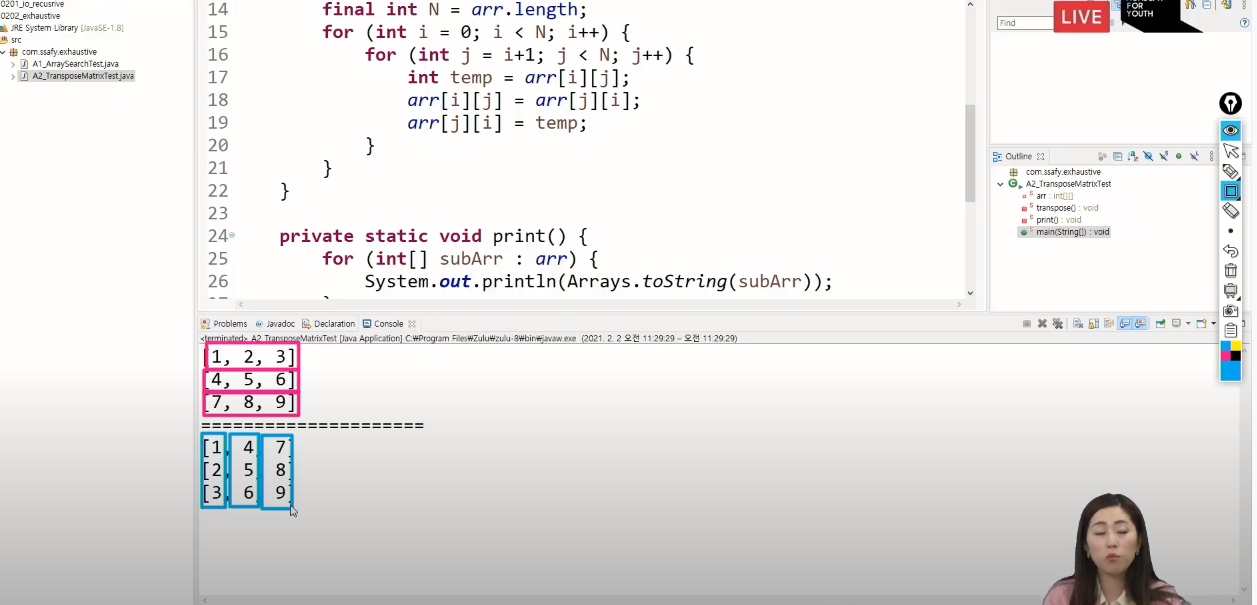 0201_io_recusrive
0202_exhaustive
JRE System Library [JavaSE-1.8]
src
com.ssafy.exhaustive
A1_ArraySearchTest.java
A2_TransposeMatrixTest.java
14 final int N = arr.length;
15 for (int i = 0; i < N; i++) {
16 for (int j = i+1; j < N; j++) {
17 int temp = arr[i][j];
18 arr[i][j] = arr[j][i];
19 arr[j][i] = temp;
20 }
21 }
22 }
23
24 private static void print() {
25 for (int[] subArr : arr) {
26 System.out.println(Arrays.toString(subArr));
Find
LIVE
FOR
YOUTH
Outline
com.ssafy.exhaustive
A2_TransposeMatrixTest
arr : int[][]
transpose() : void
print() : void
main(String[]) : void
Problems @ Javadoc Declaration Console
<terminated> A2_TransposeMatrixTest [Java Application] C:₩Program Files₩Zulu₩zulu-8₩bin₩javaw.exe (2021. 2. 2 오전 11:29:29 – 오전 11:29:29)
[1, 2, 3]
[4, 5, 6]
[7, 8, 9]
=====================
[1, 4, 7]
[2, 5, 8]
[3, 6, 9]